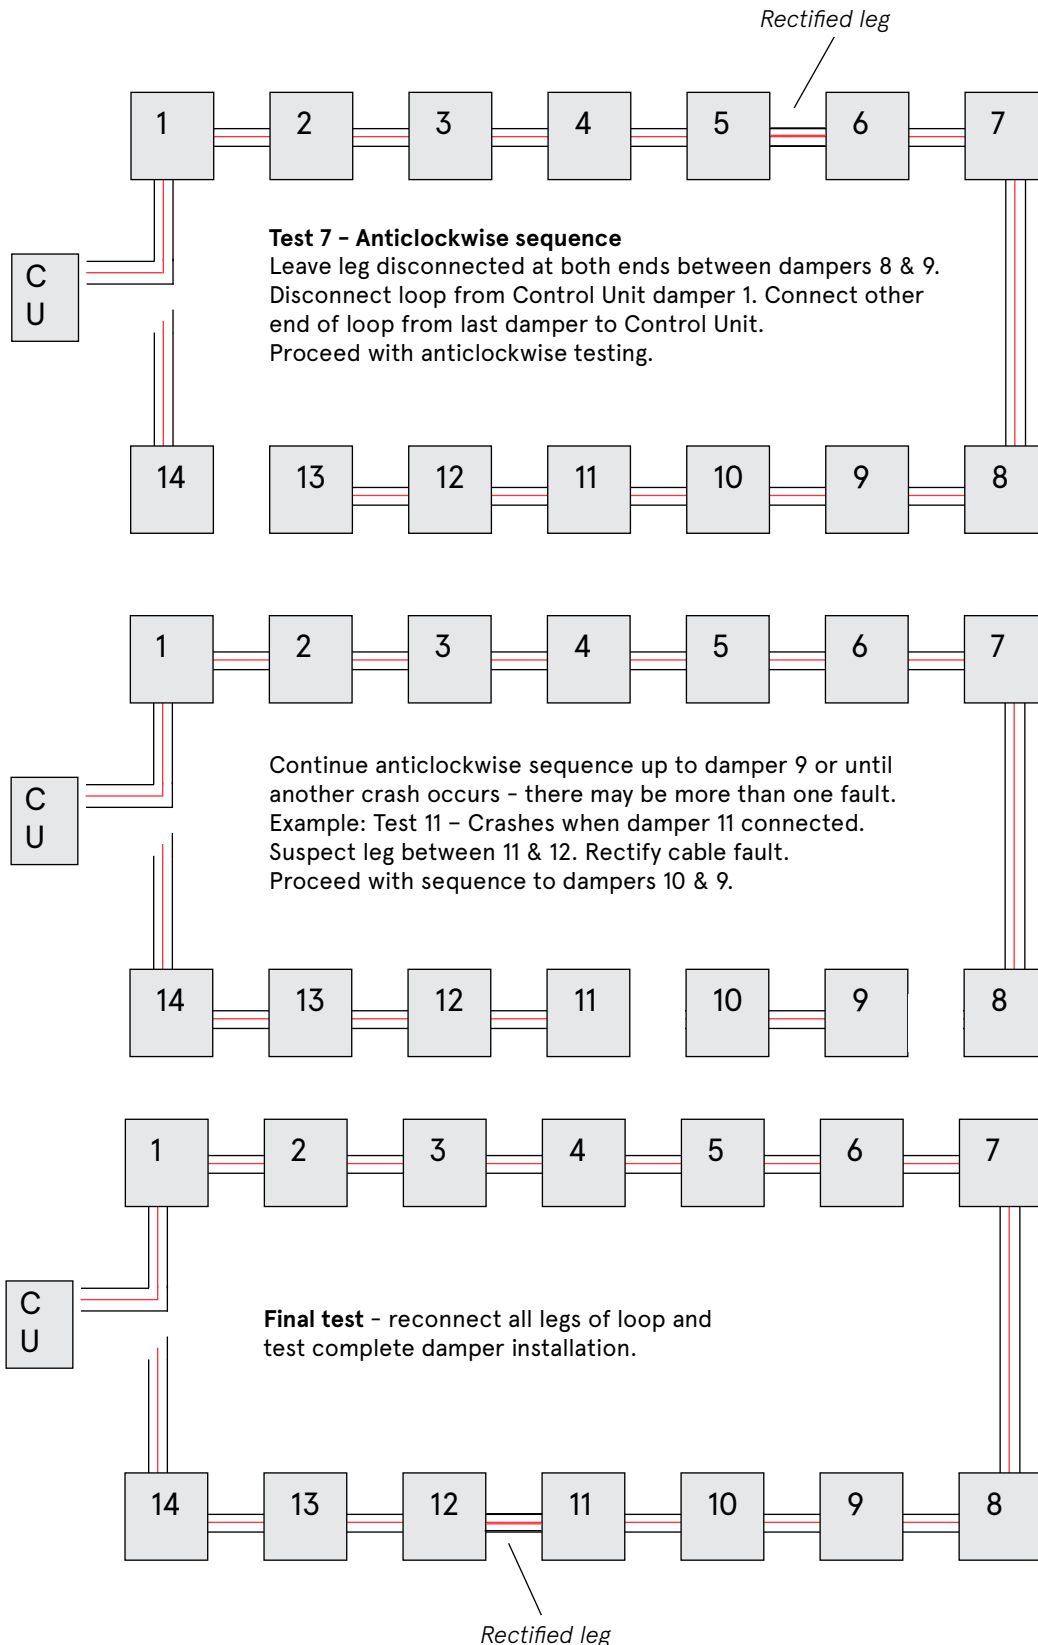 Rectified leg
1 2 3 4 5 6 7
Test 7 – Anticlockwise sequence
Leave leg disconnected at both ends between dampers 8 & 9.
C
Disconnect loop from Control Unit damper 1. Connect other
U
end of loop from last damper to Control Unit.
Proceed with anticlockwise testing.
14 13 12 11 10 9 8
1 2 3 4 5 6 7
Continue anticlockwise sequence up to damper 9 or until
C
another crash occurs - there may be more than one fault.
U
Example: Test 11 – Crashes when damper 11 connected.
Suspect leg between 11 & 12. Rectify cable fault.
Proceed with sequence to dampers 10 & 9.
14 13 12 11 10 9 8
1 2 3 4 5 6 7
C
Final test - reconnect all legs of loop and
U
test complete damper installation.
14 13 12 11 10 9 8
Rectified leg